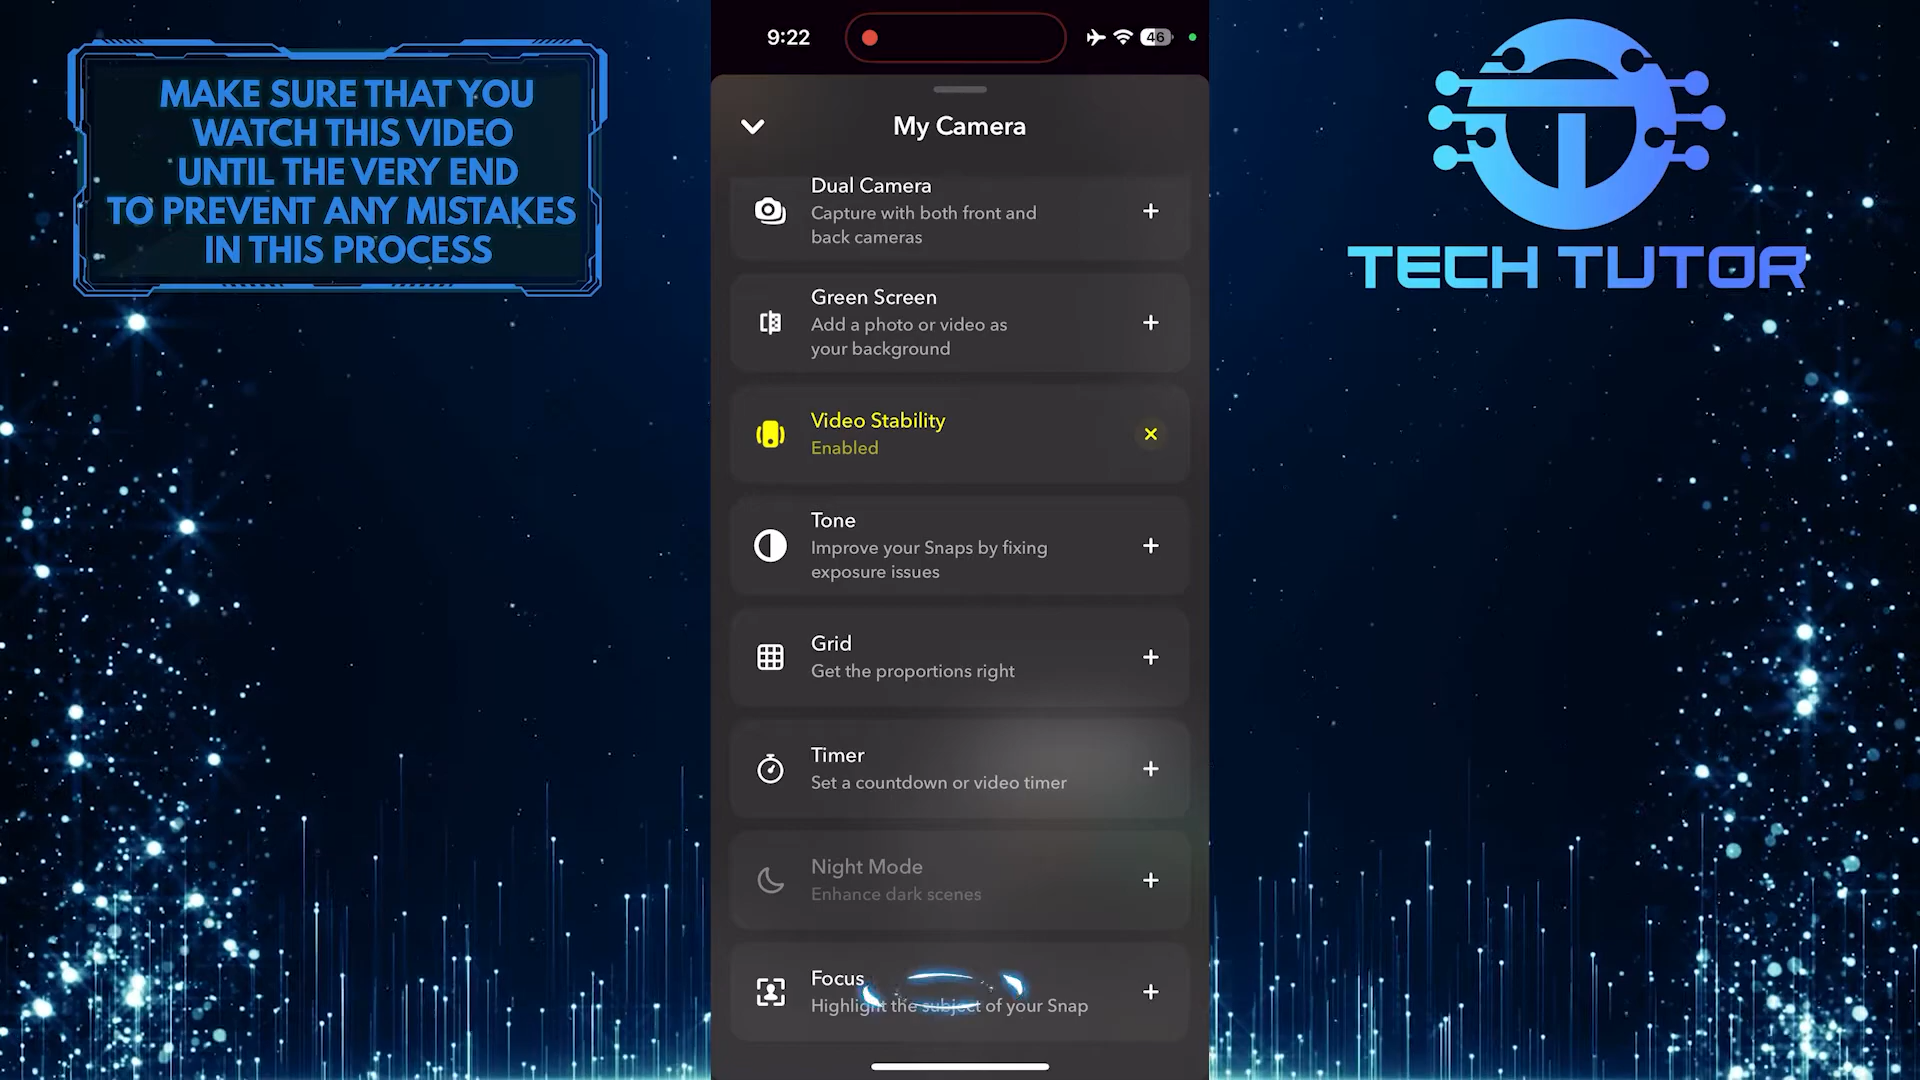 MAKE SURE THAT YOU
WATCH THIS VIDEO
UNTIL THE VERY END
TO PREVENT ANY MISTAKES
IN THIS PROCESS
9:22
46
My Camera
Dual Camera
Capture with both front and
back cameras
Green Screen
Add a photo or video as
your background
Video Stability
Enabled
Tone
Improve your Snaps by fixing
exposure issues
Grid
Get the proportions right
Timer
Set a countdown or video timer
Night Mode
Enhance dark scenes
Focus
Highlight the subject of your Snap
TECH TUTOR